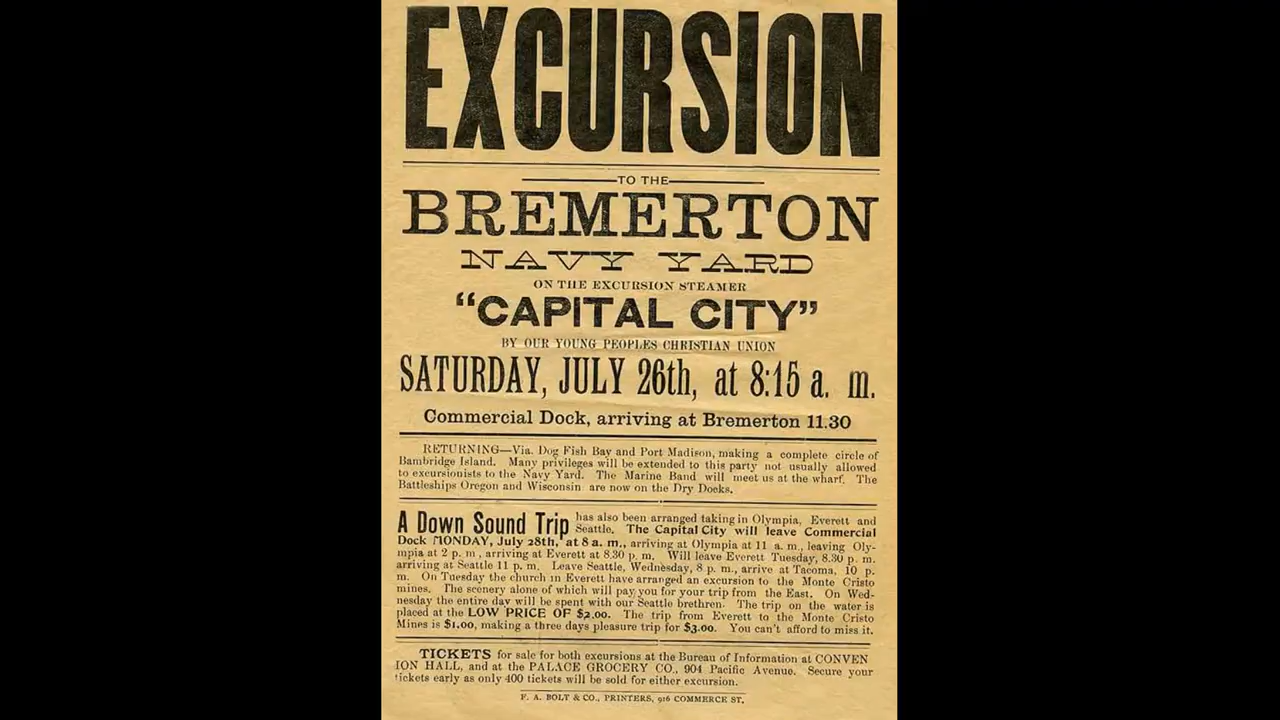 EXCURSION
TO THE
BREMERTON
NAVY YARD
ON THE EXCURSION STEAMER
“CAPITAL CITY”
BY OUR YOUNG PEOPLES CHRISTIAN UNION
SATURDAY, JULY 26th, at 8:15 a. m.
Commercial Dock, arriving at Bremerton 11.30
RETURNING—Via. Dog Fish Bay and Port Madison, making a complete circle of
Bambridge Island. Many privileges will be extended to this party not usually allowed
to excursionists to the Navy Yard. The Marine Band will meet us at the wharf. The
Battleships Oregon and Wisconsin are now on the Dry Docks.
A Down Sound Trip has also been arranged taking in Olympia, Everett and
Seattle. The Capital City will leave Commercial
Dock MONDAY, July 28th, at 8 a. m., arriving at Olympia at 11 a. m., leaving Oly-
mpia at 2 p. m , arriving at Everett at 8.30 p. m. Will leave Everett Tuesday, 8.30 p. m.
arriving at Seattle 11 p. m. Leave Seattle, Wednesday, 8 p. m., arrive at Tacoma, 10 p.
m. On Tuesday the church in Everett have arranged an excursion to the Monte Cristo
mines. The scenery alone of which will pay you for your trip from the East. On Wed-
nesday the entire day will be spent with our Seattle brethren. The trip on the water is
placed at the LOW PRICE OF $2.00. The trip from Everett to the Monte Cristo
Mines is $1.00, making a three days pleasure trip for $3.00. You can't afford to miss it.
TICKETS for sale for both excursions at the Bureau of Information at CONVEN
ION HALL, and at the PALACE GROCERY CO., 904 Pacific Avenue. Secure your
tickets early as only 400 tickets will be sold for either excursion.
F. A. BOLT & CO., PRINTERS, 916 COMMERCE ST.